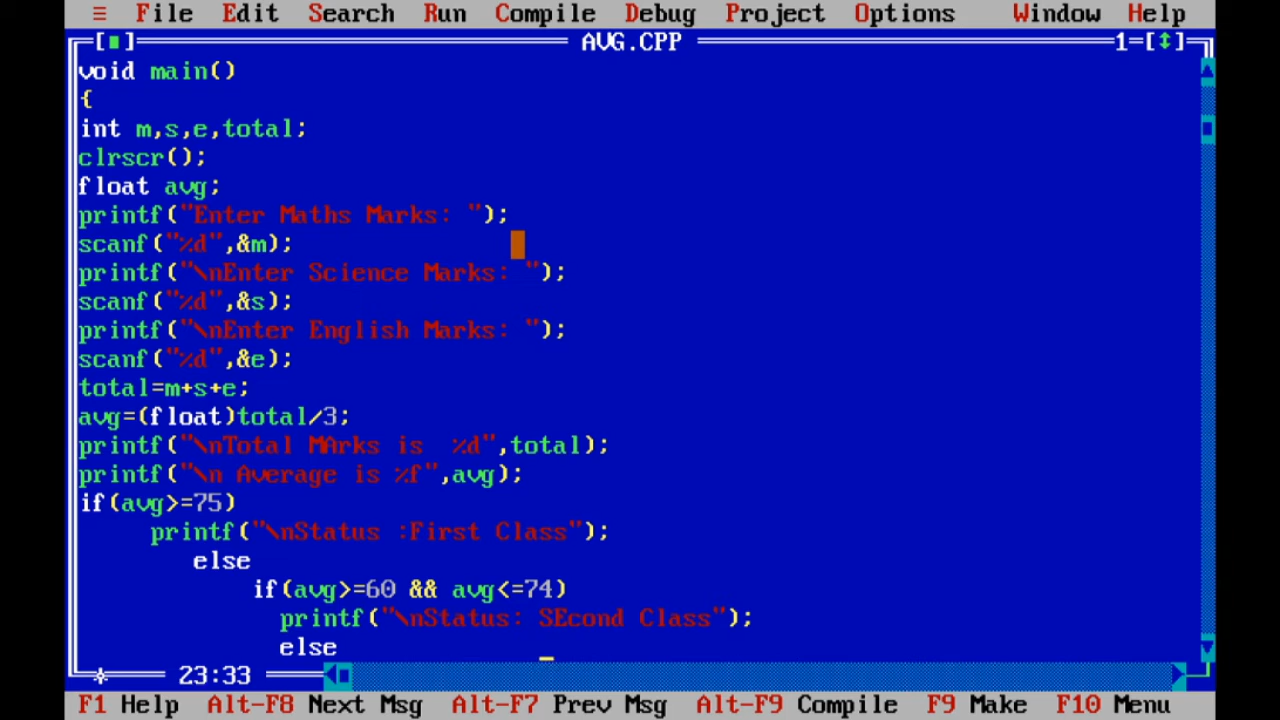 ≡ File Edit Search Run Compile Debug Project Options Window Help
[■] AVG.CPP 1=[↕]
void main()
{
int m,s,e,total;
clrscr();
float avg;
printf("Enter Maths Marks: ");
scanf("%d",&m);
printf("\nEnter Science Marks: ");
scanf("%d",&s);
printf("\nEnter English Marks: ");
scanf("%d",&e);
total=m+s+e;
avg=(float)total/3;
printf("\nTotal MArks is  %d",total);
printf("\n Average is %f",avg);
if(avg>=75)
printf("\nStatus :First Class");
else
if(avg>=60 && avg<=74)
printf("\nStatus: SEcond Class");
else
23:33
F1 Help Alt-F8 Next Msg Alt-F7 Prev Msg Alt-F9 Compile F9 Make F10 Menu